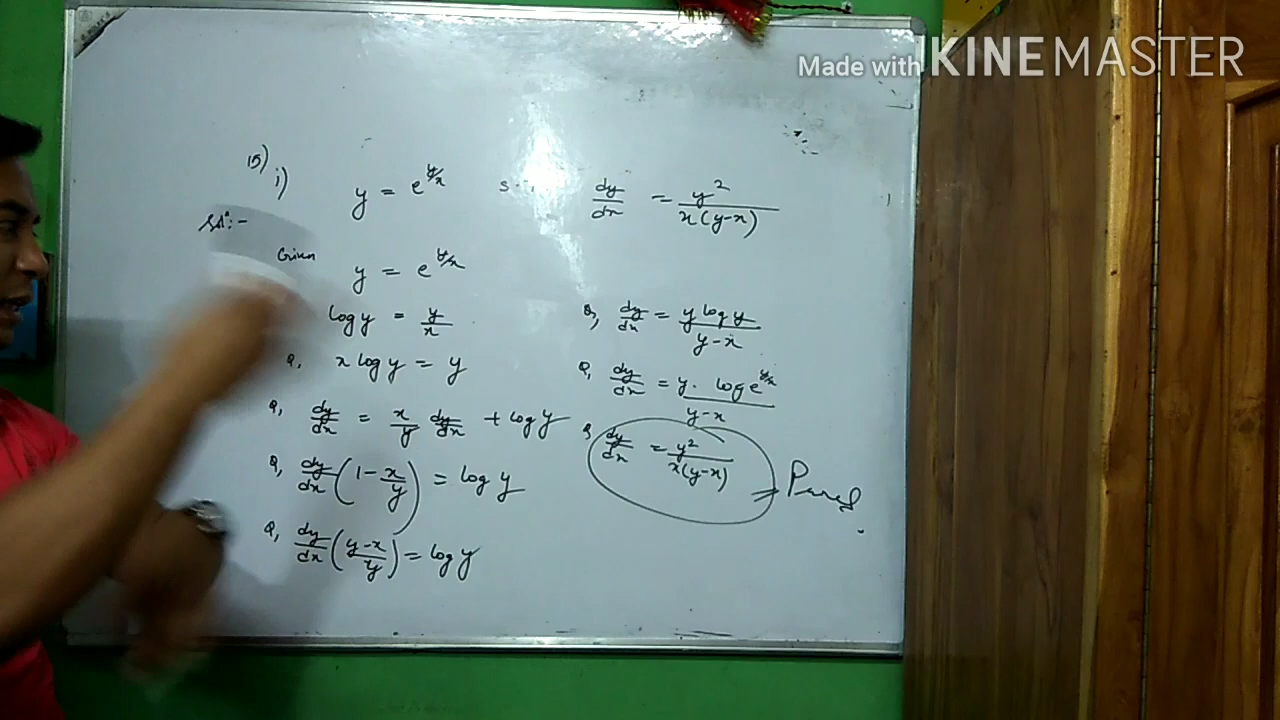 Made with KINEMASTER
15) i) y = e^{y/x} S.T. dy/dx = y²/x(y-x)
Solⁿ:-
Given y = e^{y/x}
log y = y/x
x log y = y
dy/dx = x/y dy/dx + log y
dy/dx (1 - x/y) = log y
dy/dx (y-x/y) = log y
dy/dx = y log y/y-x
dy/dx = y. log e^{y/x}/y-x
dy/dx = y²/x(y-x)